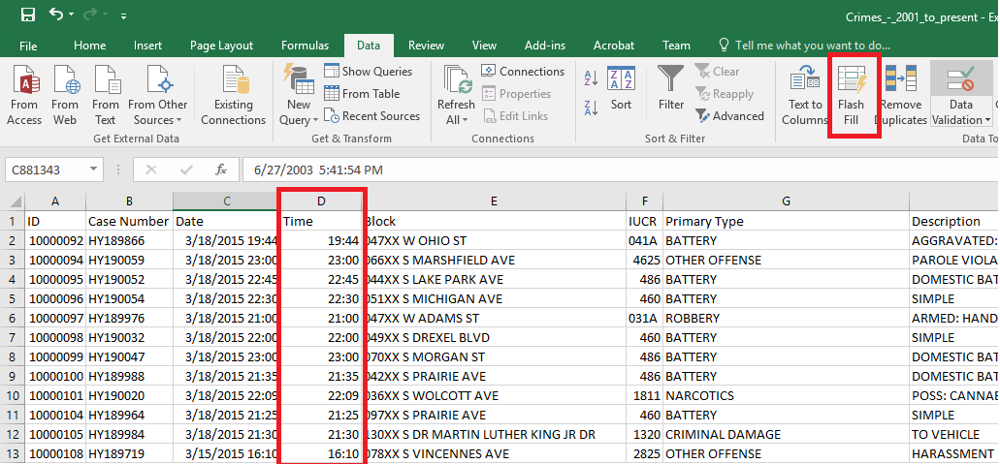 Crimes_-_2001_to_present - Ex
File Home Insert Page Layout Formulas Data Review View Add-ins Acrobat Team Tell me what you want to do...
From Access From Web From Text From Other Sources Existing Connections New Query Show Queries From Table Recent Sources Refresh All Connections Properties Edit Links Sort Filter Clear Reapply Advanced Text to Columns Flash Fill Remove Duplicates Data Validation
Get External Data Get & Transform Connections Sort & Filter Data To
C881343 fx 6/27/2003 5:41:54 PM
A B C D E F G
1 ID Case Number Date Time Block IUCR Primary Type Description
2 10000092 HY189866 3/18/2015 19:44 19:44 047XX W OHIO ST 041A BATTERY AGGRAVATED:
3 10000094 HY190059 3/18/2015 23:00 23:00 066XX S MARSHFIELD AVE 4625 OTHER OFFENSE PAROLE VIOLA
4 10000095 HY190052 3/18/2015 22:45 22:45 044XX S LAKE PARK AVE 486 BATTERY DOMESTIC BAT
5 10000096 HY190054 3/18/2015 22:30 22:30 051XX S MICHIGAN AVE 460 BATTERY SIMPLE
6 10000097 HY189976 3/18/2015 21:00 21:00 047XX W ADAMS ST 031A ROBBERY ARMED: HAND
7 10000098 HY190032 3/18/2015 22:00 22:00 049XX S DREXEL BLVD 460 BATTERY SIMPLE
8 10000099 HY190047 3/18/2015 23:00 23:00 070XX S MORGAN ST 486 BATTERY DOMESTIC BAT
9 10000100 HY189988 3/18/2015 21:35 21:35 042XX S PRAIRIE AVE 486 BATTERY DOMESTIC BAT
10 10000101 HY190020 3/18/2015 22:09 22:09 036XX S WOLCOTT AVE 1811 NARCOTICS POSS: CANNAB
11 10000104 HY189964 3/18/2015 21:25 21:25 097XX S PRAIRIE AVE 460 BATTERY SIMPLE
12 10000105 HY189984 3/18/2015 21:30 21:30 130XX S DR MARTIN LUTHER KING JR DR 1320 CRIMINAL DAMAGE TO VEHICLE
13 10000108 HY189719 3/15/2015 16:10 16:10 078XX S VINCENNES AVE 2825 OTHER OFFENSE HARASSMENT